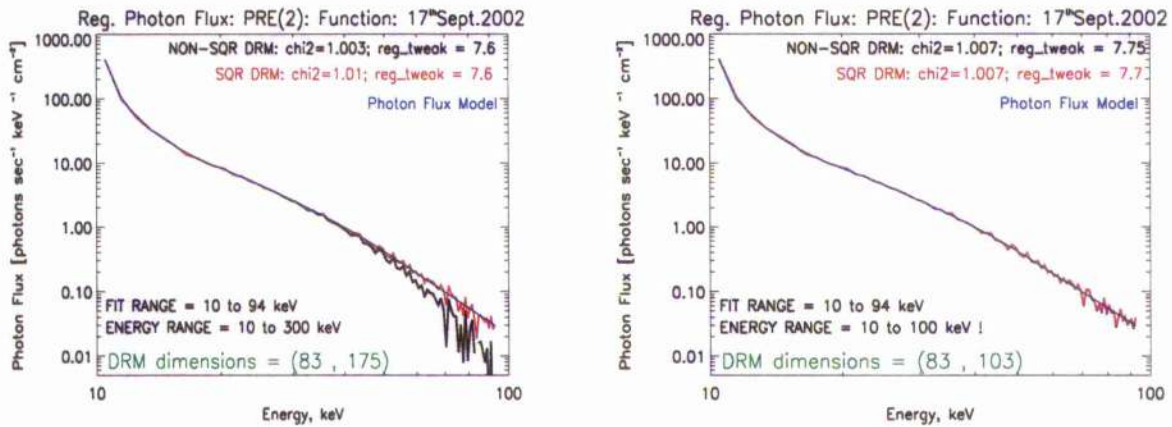 Reg. Photon Flux: PRE(2): Function: 17thSept.2002
NON-SQR DRM: chi2=1.003; reg_tweak = 7.6
SQR DRM: chi2=1.01; reg_tweak = 7.6
Photon Flux Model
Photon Flux [photons sec⁻¹ keV⁻¹ cm⁻²]
1000.00
100.00
10.00
1.00
0.10
0.01
FIT RANGE = 10 to 94 keV
ENERGY RANGE = 10 to 300 keV
DRM dimensions = (83 , 175)
10
100
Energy, keV
Reg. Photon Flux: PRE(2): Function: 17thSept.2002
NON-SQR DRM: chi2=1.007; reg_tweak = 7.75
SQR DRM: chi2=1.007; reg_tweak = 7.7
Photon Flux Model
Photon Flux [photons sec⁻¹ keV⁻¹ cm⁻²]
1000.00
100.00
10.00
1.00
0.10
0.01
FIT RANGE = 10 to 94 keV
ENERGY RANGE = 10 to 100 keV !
DRM dimensions = (83 , 103)
10
100
Energy, keV